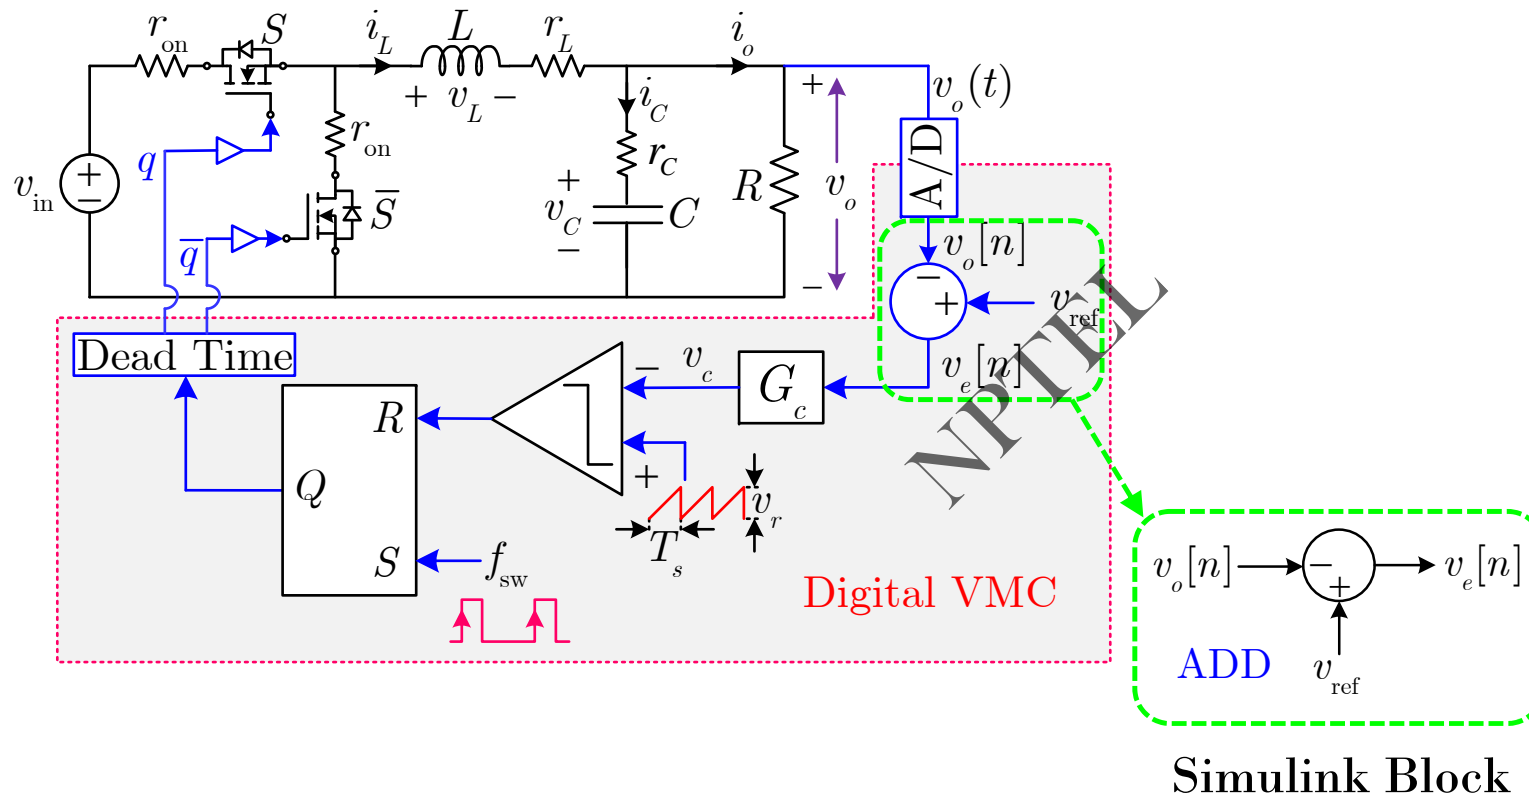 r_on
S
i_L
L
r_L
i_o
+ v_L −
i_C
+
v_o(t)
r_on
r_C
A/D
q
v_in
+
−
S̅
+
v_C
−
C
R
v_o
q̅
−
v_o[n]
−
+
v_ref
Dead Time
v_e[n]
−
v_c
G_c
R
+
Q
v_r
T_s
S
f_sw
Digital VMC
NPTEL
v_o[n]
−
+
v_e[n]
ADD
v_ref
Simulink Block